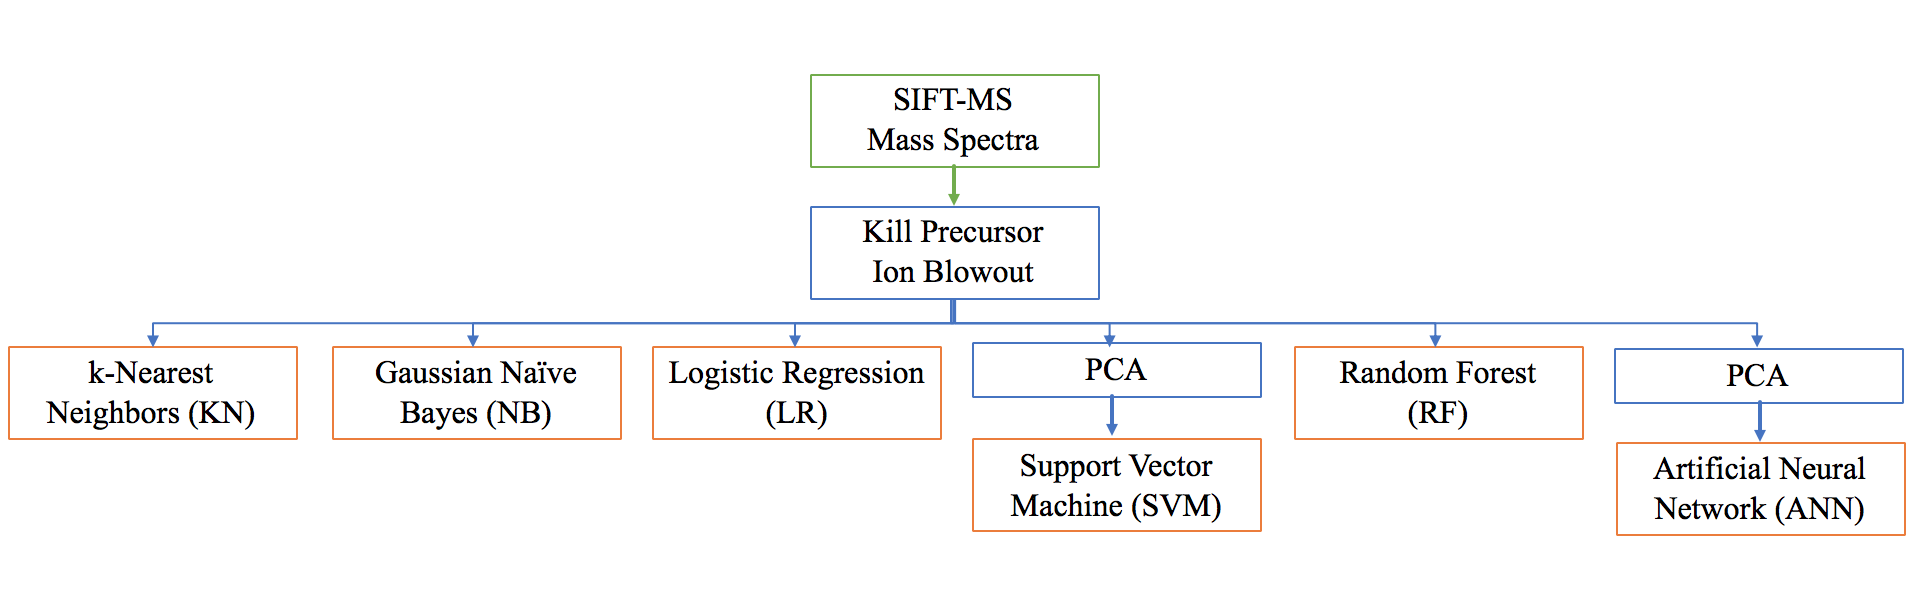 SIFT-MS
Mass Spectra
Kill Precursor
Ion Blowout
k-Nearest
Neighbors (KN)
Gaussian Naïve
Bayes (NB)
Logistic Regression
(LR)
PCA
Support Vector
Machine (SVM)
Random Forest
(RF)
PCA
Artificial Neural
Network (ANN)